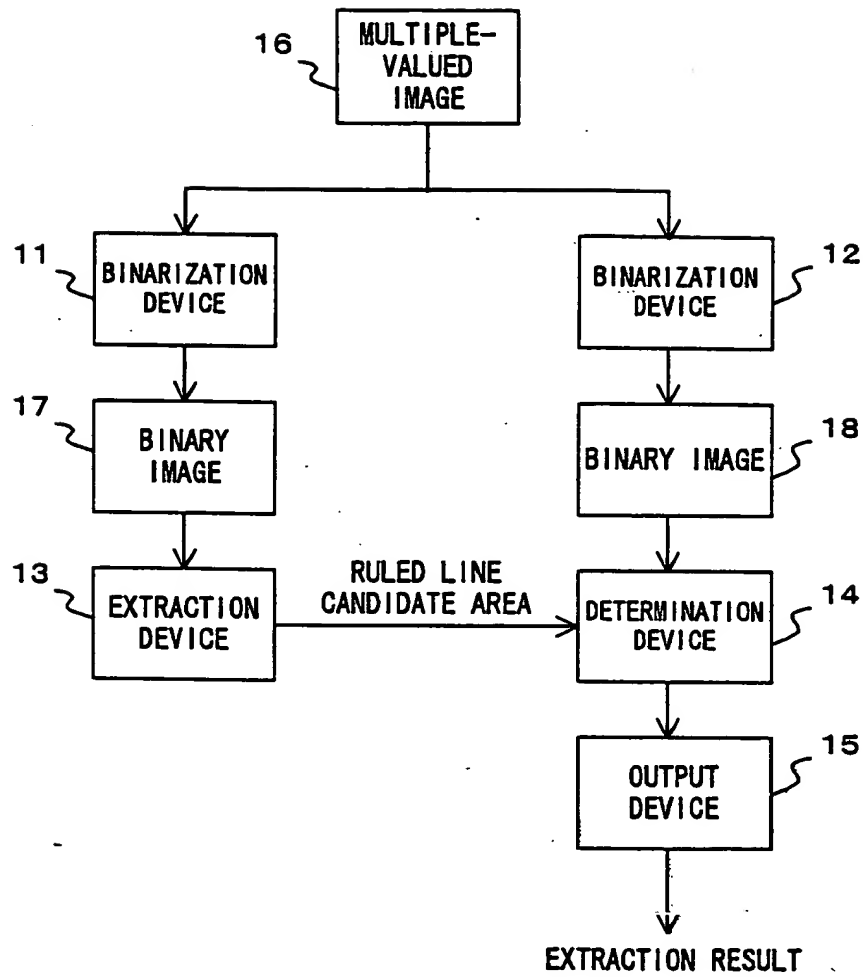 16
MULTIPLE-
VALUED
IMAGE
11
BINARIZATION
DEVICE
12
BINARIZATION
DEVICE
17
BINARY
IMAGE
18
BINARY IMAGE
13
EXTRACTION
DEVICE
RULED LINE
CANDIDATE AREA
14
DETERMINATION
DEVICE
15
OUTPUT
DEVICE
EXTRACTION RESULT